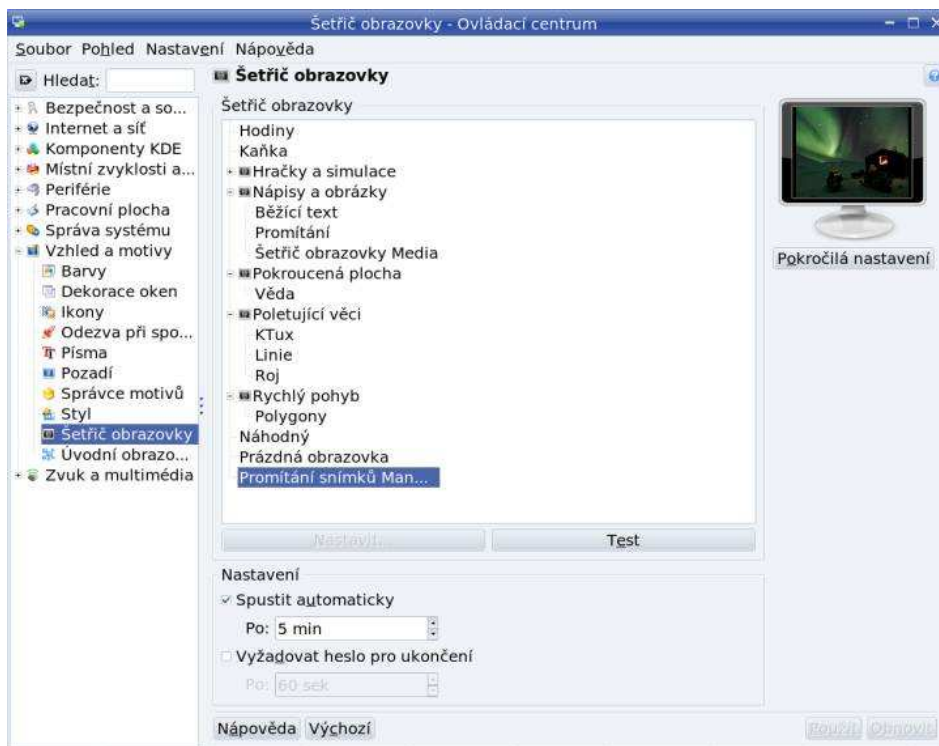 Šetřič obrazovky - Ovládací centrum
Soubor Pohled Nastavení Nápověda
Hledat:
Bezpečnost a so...
Internet a síť
Komponenty KDE
Místní zvyklosti a...
Periférie
Pracovní plocha
Správa systému
Vzhled a motivy
Barvy
Dekorace oken
Ikony
Odezva při spo...
Písma
Pozadí
Správce motivů
Styl
Šetřič obrazovky
Úvodní obrazo...
Zvuk a multimédia
Šetřič obrazovky
Šetřič obrazovky
Hodiny
Kaňka
Hračky a simulace
Nápisy a obrázky
Běžící text
Promítání
Šetřič obrazovky Media
Pokroucená plocha
Věda
Poletující věci
KTux
Linie
Roj
Rychlý pohyb
Polygony
Náhodný
Prázdná obrazovka
Promítání snímků Man...
Nastavit...
Test
Pokročilá nastavení
Nastavení
Spustit automaticky
Po: 5 min
Vyžadovat heslo pro ukončení
Po: 60 sek
Nápověda Výchozí
Použít Obnovit